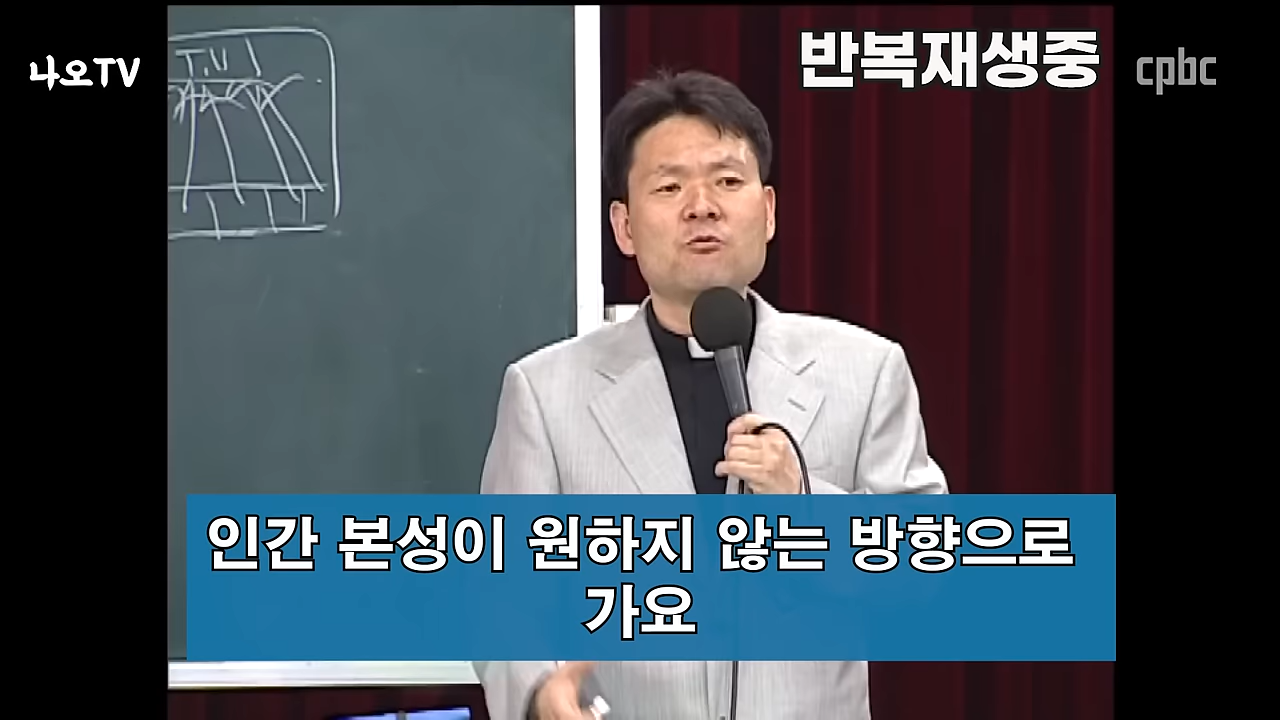 나오TV
반복재생중
cpbc
T.V
인간 본성이 원하지 않는 방향으로
가요